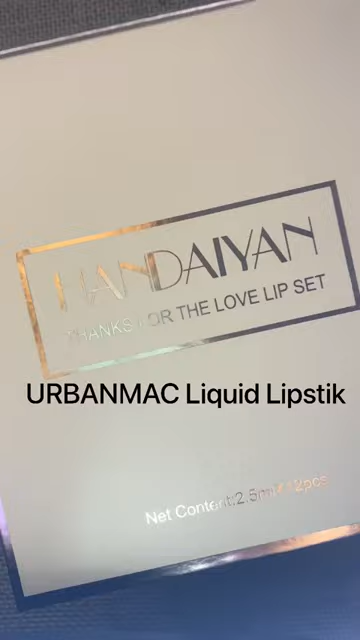 HANDAIYAN
THANKS FOR THE LOVE LIP SET
URBANMAC Liquid Lipstik
Net Content:2.5ml*12pcs